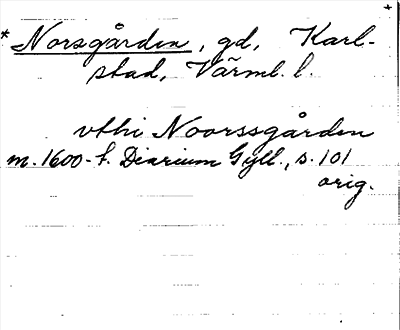 * Norsgården, gd, Karl-
stad, Värml. l.
vthi Noorssgården
m. 1600-t. Diarium Gyll., s. 101
orig.